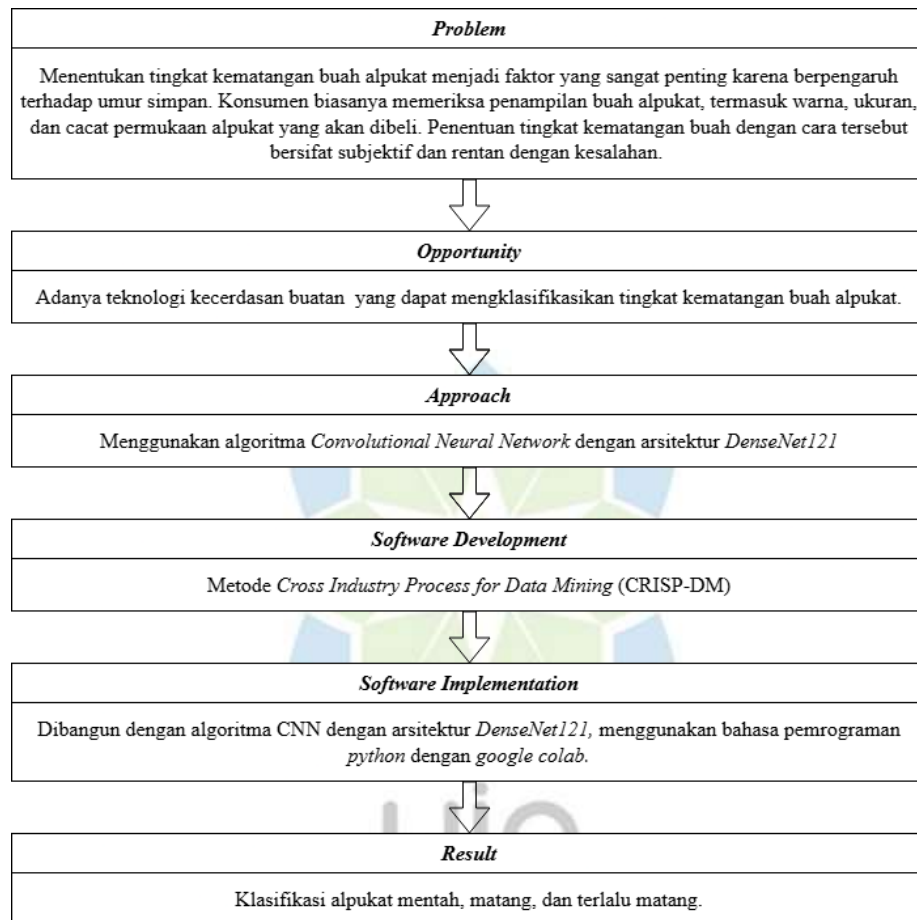 Problem
Menentukan tingkat kematangan buah alpukat menjadi faktor yang sangat penting karena berpengaruh
terhadap umur simpan. Konsumen biasanya memeriksa penampilan buah alpukat, termasuk warna, ukuran,
dan cacat permukaan alpukat yang akan dibeli. Penentuan tingkat kematangan buah dengan cara tersebut
bersifat subjektif dan rentan dengan kesalahan.
Opportunity
Adanya teknologi kecerdasan buatan yang dapat mengklasifikasikan tingkat kematangan buah alpukat.
Approach
Menggunakan algoritma Convolutional Neural Network dengan arsitektur DenseNet121
Software Development
Metode Cross Industry Process for Data Mining (CRISP-DM)
Software Implementation
Dibangun dengan algoritma CNN dengan arsitektur DenseNet121, menggunakan bahasa pemrograman
python dengan google colab.
Result
Klasifikasi alpukat mentah, matang, dan terlalu matang.